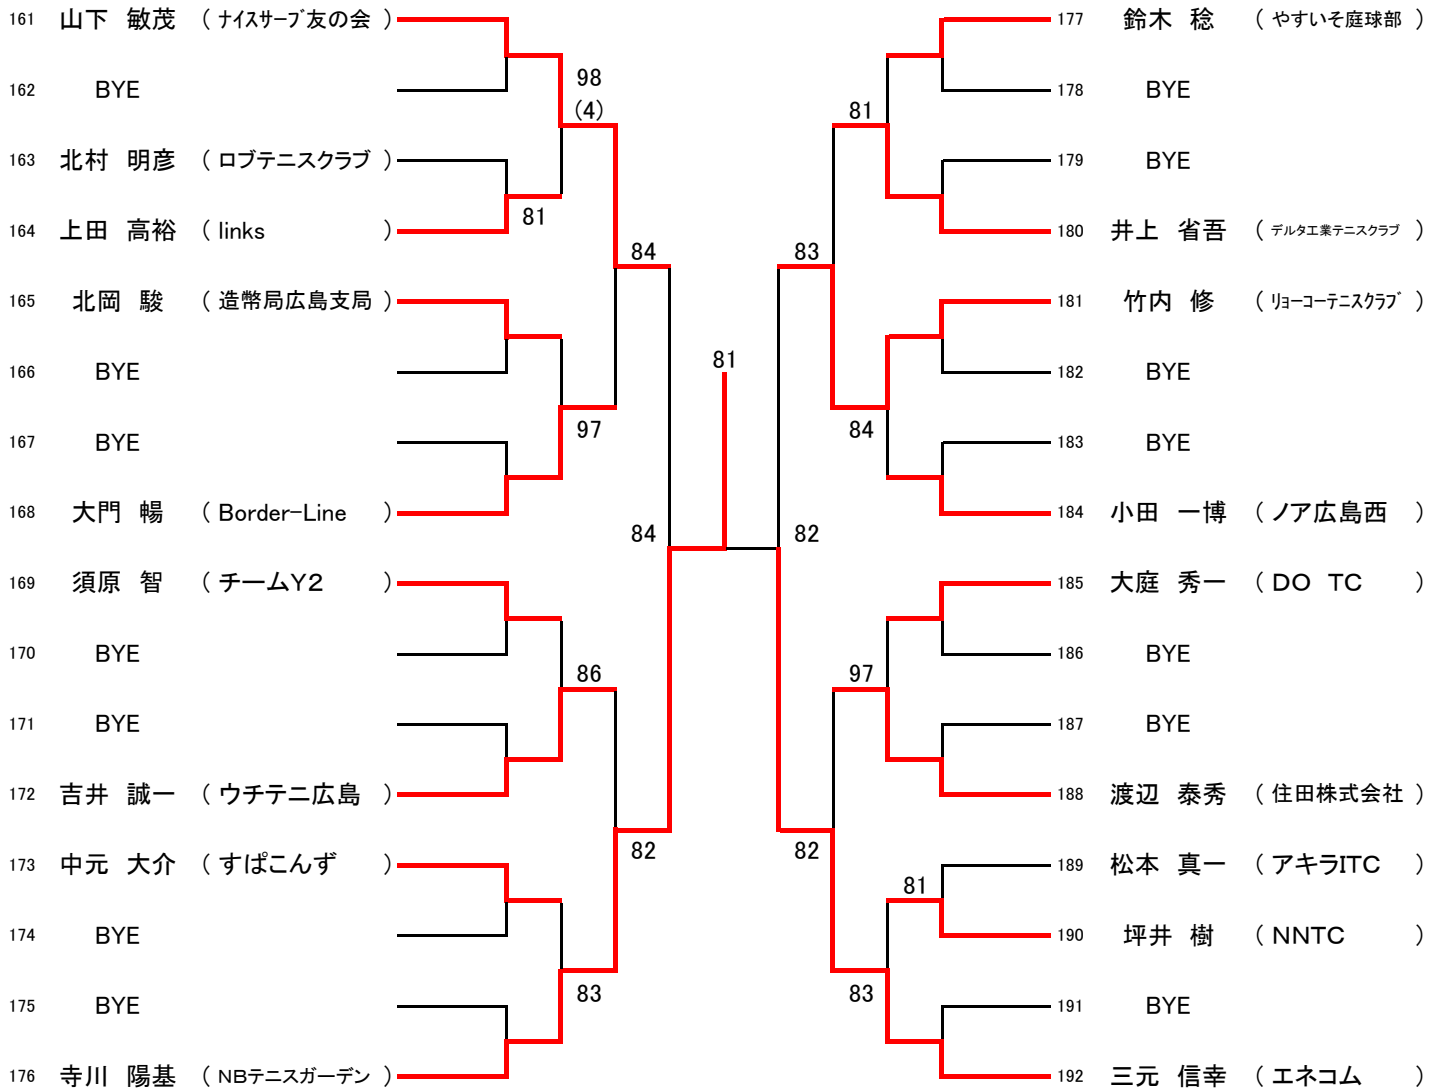 161 山下 敏茂 ( ナイスサーブ友の会 )
162 BYE
163 北村 明彦 ( ロブテニスクラブ )
164 上田 高裕 ( links )
165 北岡 駿 ( 造幣局広島支局 )
166 BYE
167 BYE
168 大門 暢 ( Border-Line )
169 須原 智 ( チームY2 )
170 BYE
171 BYE
172 吉井 誠一 ( ウチテニ広島 )
173 中元 大介 ( すぱこんず )
174 BYE
175 BYE
176 寺川 陽基 ( NBテニスガーデン )
98
(4)
81
84
97
84
86
82
83
81
81
83
84
82
97
82
81
83
177 鈴木 稔 ( やすいそ庭球部 )
178 BYE
179 BYE
180 井上 省吾 ( デルタ工業テニスクラブ )
181 竹内 修 ( リョーコーテニスクラブ )
182 BYE
183 BYE
184 小田 一博 ( ノア広島西 )
185 大庭 秀一 ( DO TC )
186 BYE
187 BYE
188 渡辺 泰秀 ( 住田株式会社 )
189 松本 真一 ( アキラITC )
190 坪井 樹 ( NNTC )
191 BYE
192 三元 信幸 ( エネコム )